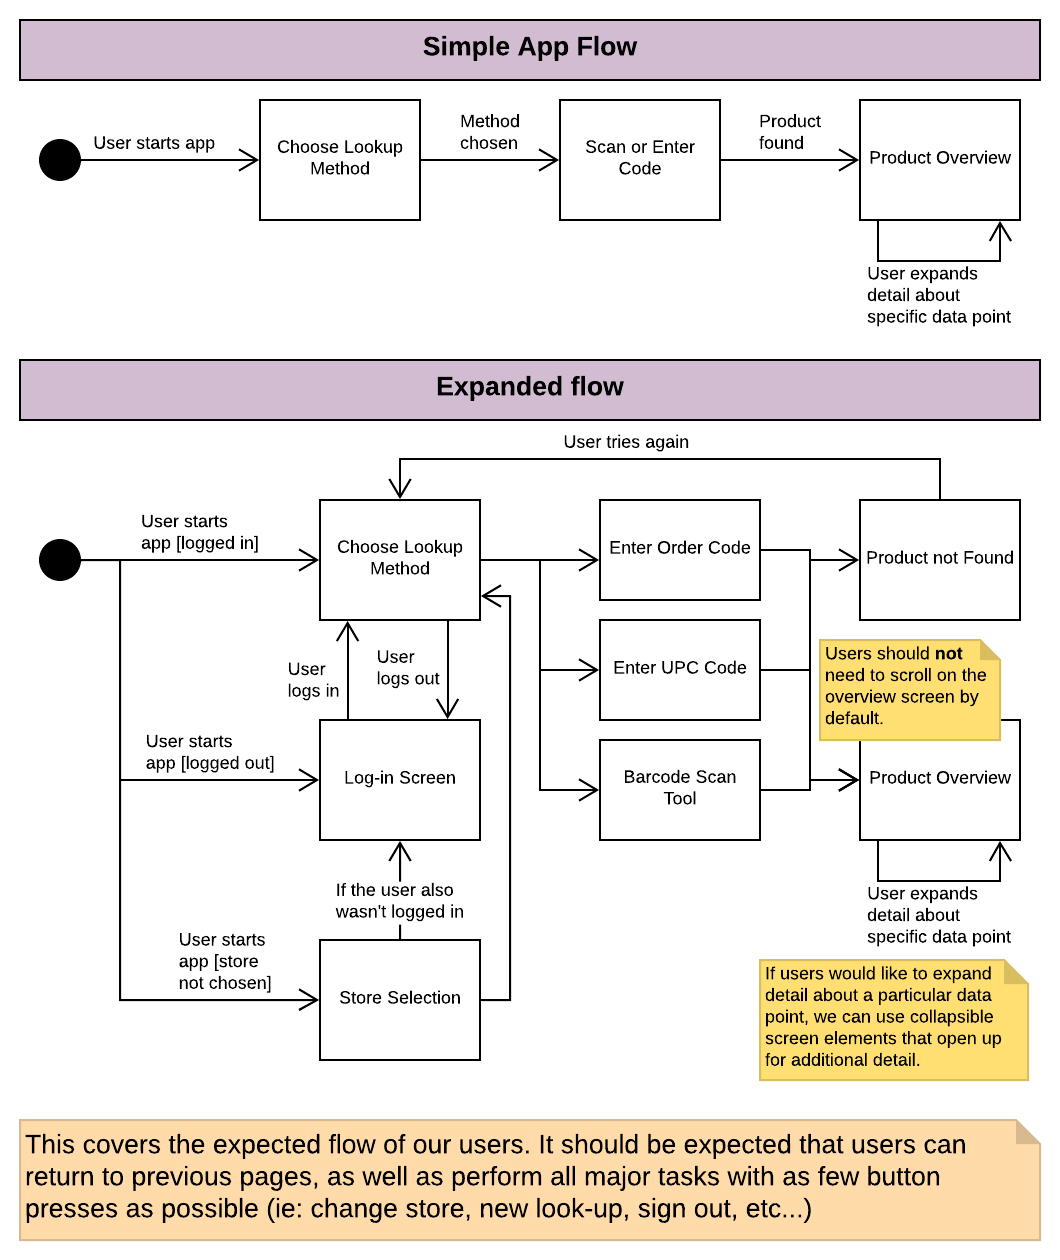 Simple App Flow
User starts app
Choose Lookup
Method
Method
chosen
Scan or Enter
Code
Product
found
Product Overview
User expands
detail about
specific data point
Expanded flow
User tries again
User starts
app [logged in]
Choose Lookup
Method
Enter Order Code
Product not Found
User
logs in
User
logs out
Enter UPC Code
Users should not
need to scroll on the
overview screen by
default.
User starts
app [logged out]
Log-in Screen
Barcode Scan
Tool
Product Overview
If the user also
wasn't logged in
User expands
detail about
specific data point
User starts
app [store
not chosen]
Store Selection
If users would like to expand
detail about a particular data
point, we can use collapsible
screen elements that open up
for additional detail.
This covers the expected flow of our users. It should be expected that users can
return to previous pages, as well as perform all major tasks with as few button
presses as possible (ie: change store, new look-up, sign out, etc...)